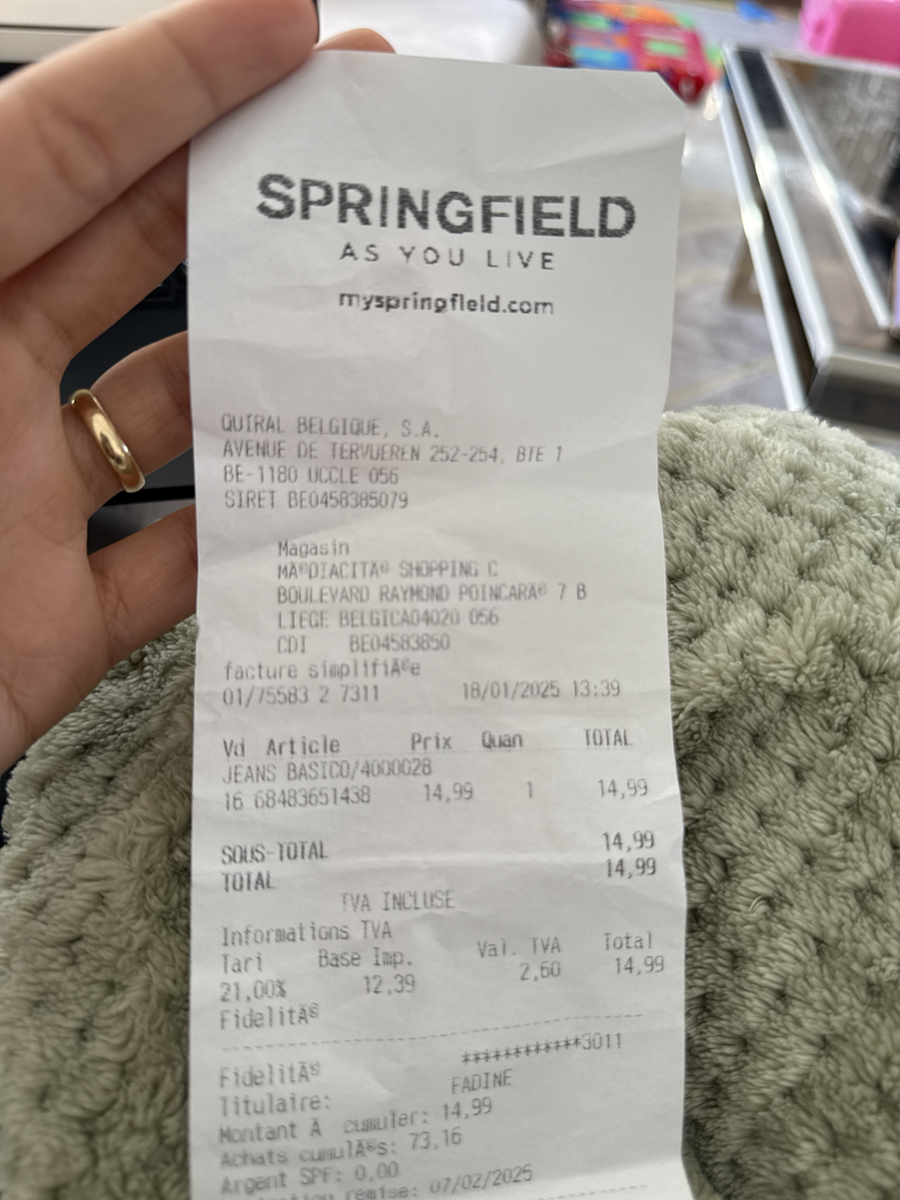 SPRINGFIELD
AS YOU LIVE
myspringfield.com
QUIRAL BELGIQUE, S.A.
AVENUE DE TERVUEREN 252-254, BTE 1
BE-1180 UCCLE 056
SIRET BE0458385079
Magasin
MÃ©DIACITÃ© SHOPPING C
BOULEVARD RAYMOND POINCARÃ© 7 B
LIEGE BELGICA04020 056
CDI BE04583850
facture simplifiÃ©e
01/75583 2 7311 18/01/2025 13:39
Vd Article Prix Quan TOTAL
JEANS BASICO/4000028
16 68483651438 14,99 1 14,99
SOUS-TOTAL 14,99
TOTAL 14,99
TVA INCLUSE
Informations TVA
Tari Base Imp. Val. TVA Total
21,00% 12,39 2,60 14,99
FidelitÃ©
FidelitÃ© ************3011
Titulaire: FADINE
Montant Ã cumuler: 14,99
Achats cumulÃ©s: 73,16
Argent SPF: 0,00
remise: 07/02/2025